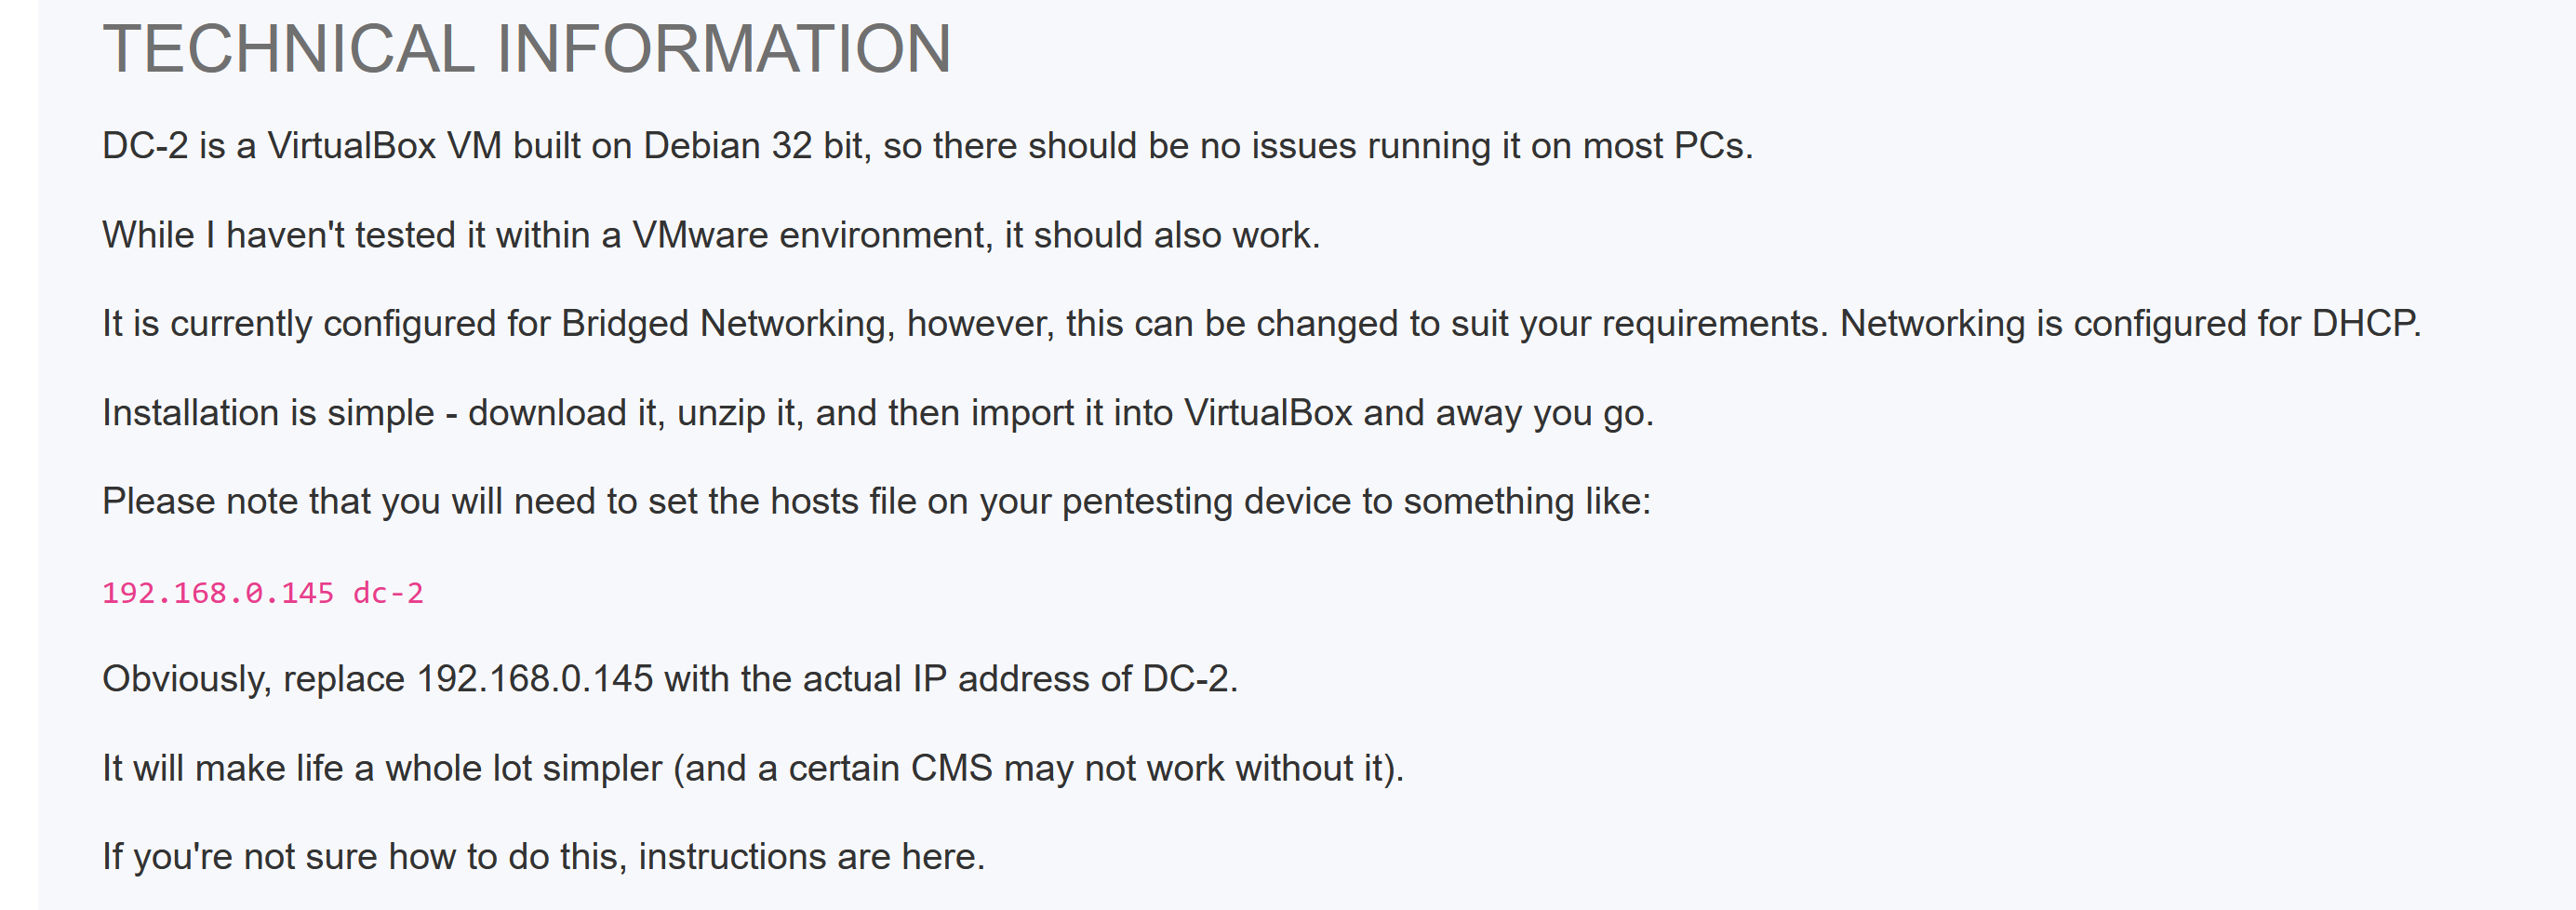 TECHNICAL INFORMATION
DC-2 is a VirtualBox VM built on Debian 32 bit, so there should be no issues running it on most PCs.
While I haven't tested it within a VMware environment, it should also work.
It is currently configured for Bridged Networking, however, this can be changed to suit your requirements. Networking is configured for DHCP.
Installation is simple - download it, unzip it, and then import it into VirtualBox and away you go.
Please note that you will need to set the hosts file on your pentesting device to something like:
192.168.0.145 dc-2
Obviously, replace 192.168.0.145 with the actual IP address of DC-2.
It will make life a whole lot simpler (and a certain CMS may not work without it).
If you're not sure how to do this, instructions are here.